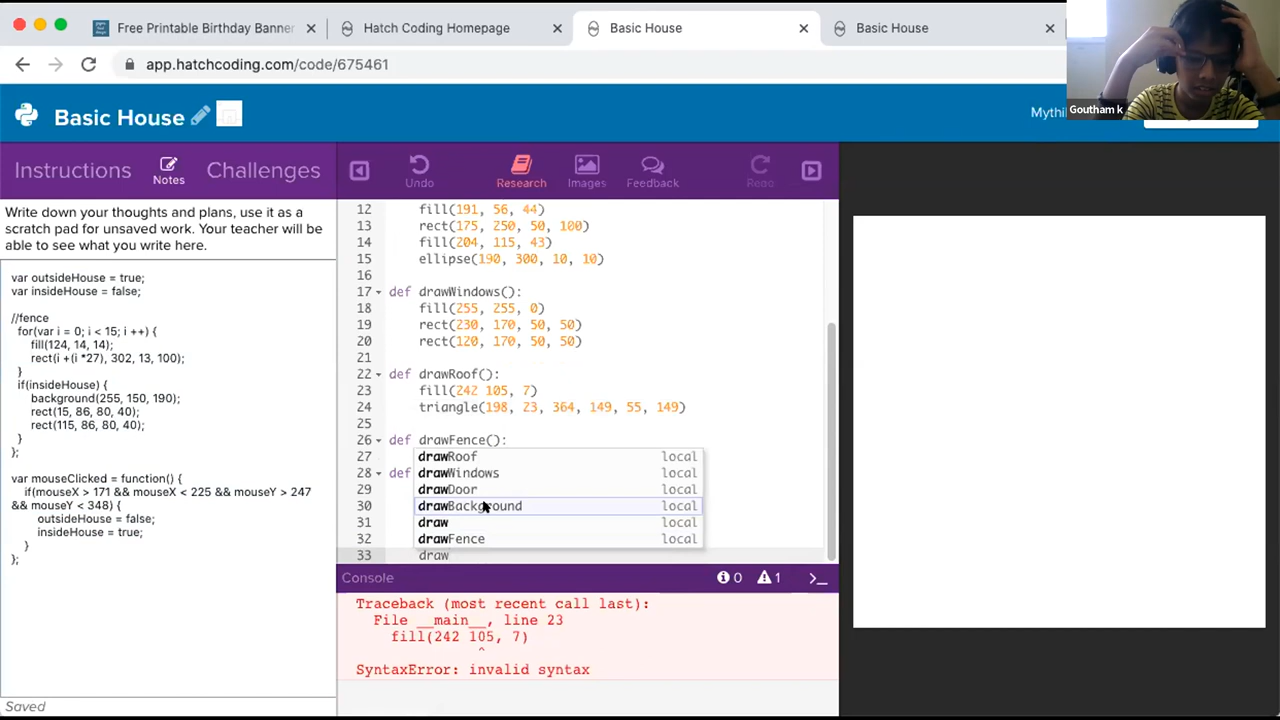 Free Printable Birthday Banner
Hatch Coding Homepage
Basic House
Basic House
app.hatchcoding.com/code/675461
Goutham k
Basic House
Mythi
Instructions
Notes
Challenges
Undo
Research
Images
Feedback
Write down your thoughts and plans, use it as a
scratch pad for unsaved work. Your teacher will be
able to see what you write here.
var outsideHouse = true;
var insideHouse = false;
//fence
for(var i = 0; i < 15; i ++) {
fill(124, 14, 14);
rect(i +(i *27), 302, 13, 100);
}
if(insideHouse) {
background(255, 150, 190);
rect(15, 86, 80, 40);
rect(115, 86, 80, 40);
}
};
var mouseClicked = function() {
if(mouseX > 171 && mouseX < 225 && mouseY > 247
&& mouseY < 348) {
outsideHouse = false;
insideHouse = true;
}
};
Saved
12 fill(191, 56, 44)
13 rect(175, 250, 50, 100)
14 fill(204, 115, 43)
15 ellipse(190, 300, 10, 10)
16
17 def drawWindows():
18 fill(255, 255, 0)
19 rect(230, 170, 50, 50)
20 rect(120, 170, 50, 50)
21
22 def drawRoof():
23 fill(242 105, 7)
24 triangle(198, 23, 364, 149, 55, 149)
25
26 def drawFence():
27
28 def
29
30
31
32
33 draw
drawRoof local
drawWindows local
drawDoor local
drawBackground local
draw local
drawFence local
Console
0
1
Traceback (most recent call last):
File __main__, line 23
fill(242 105, 7)
^
SyntaxError: invalid syntax